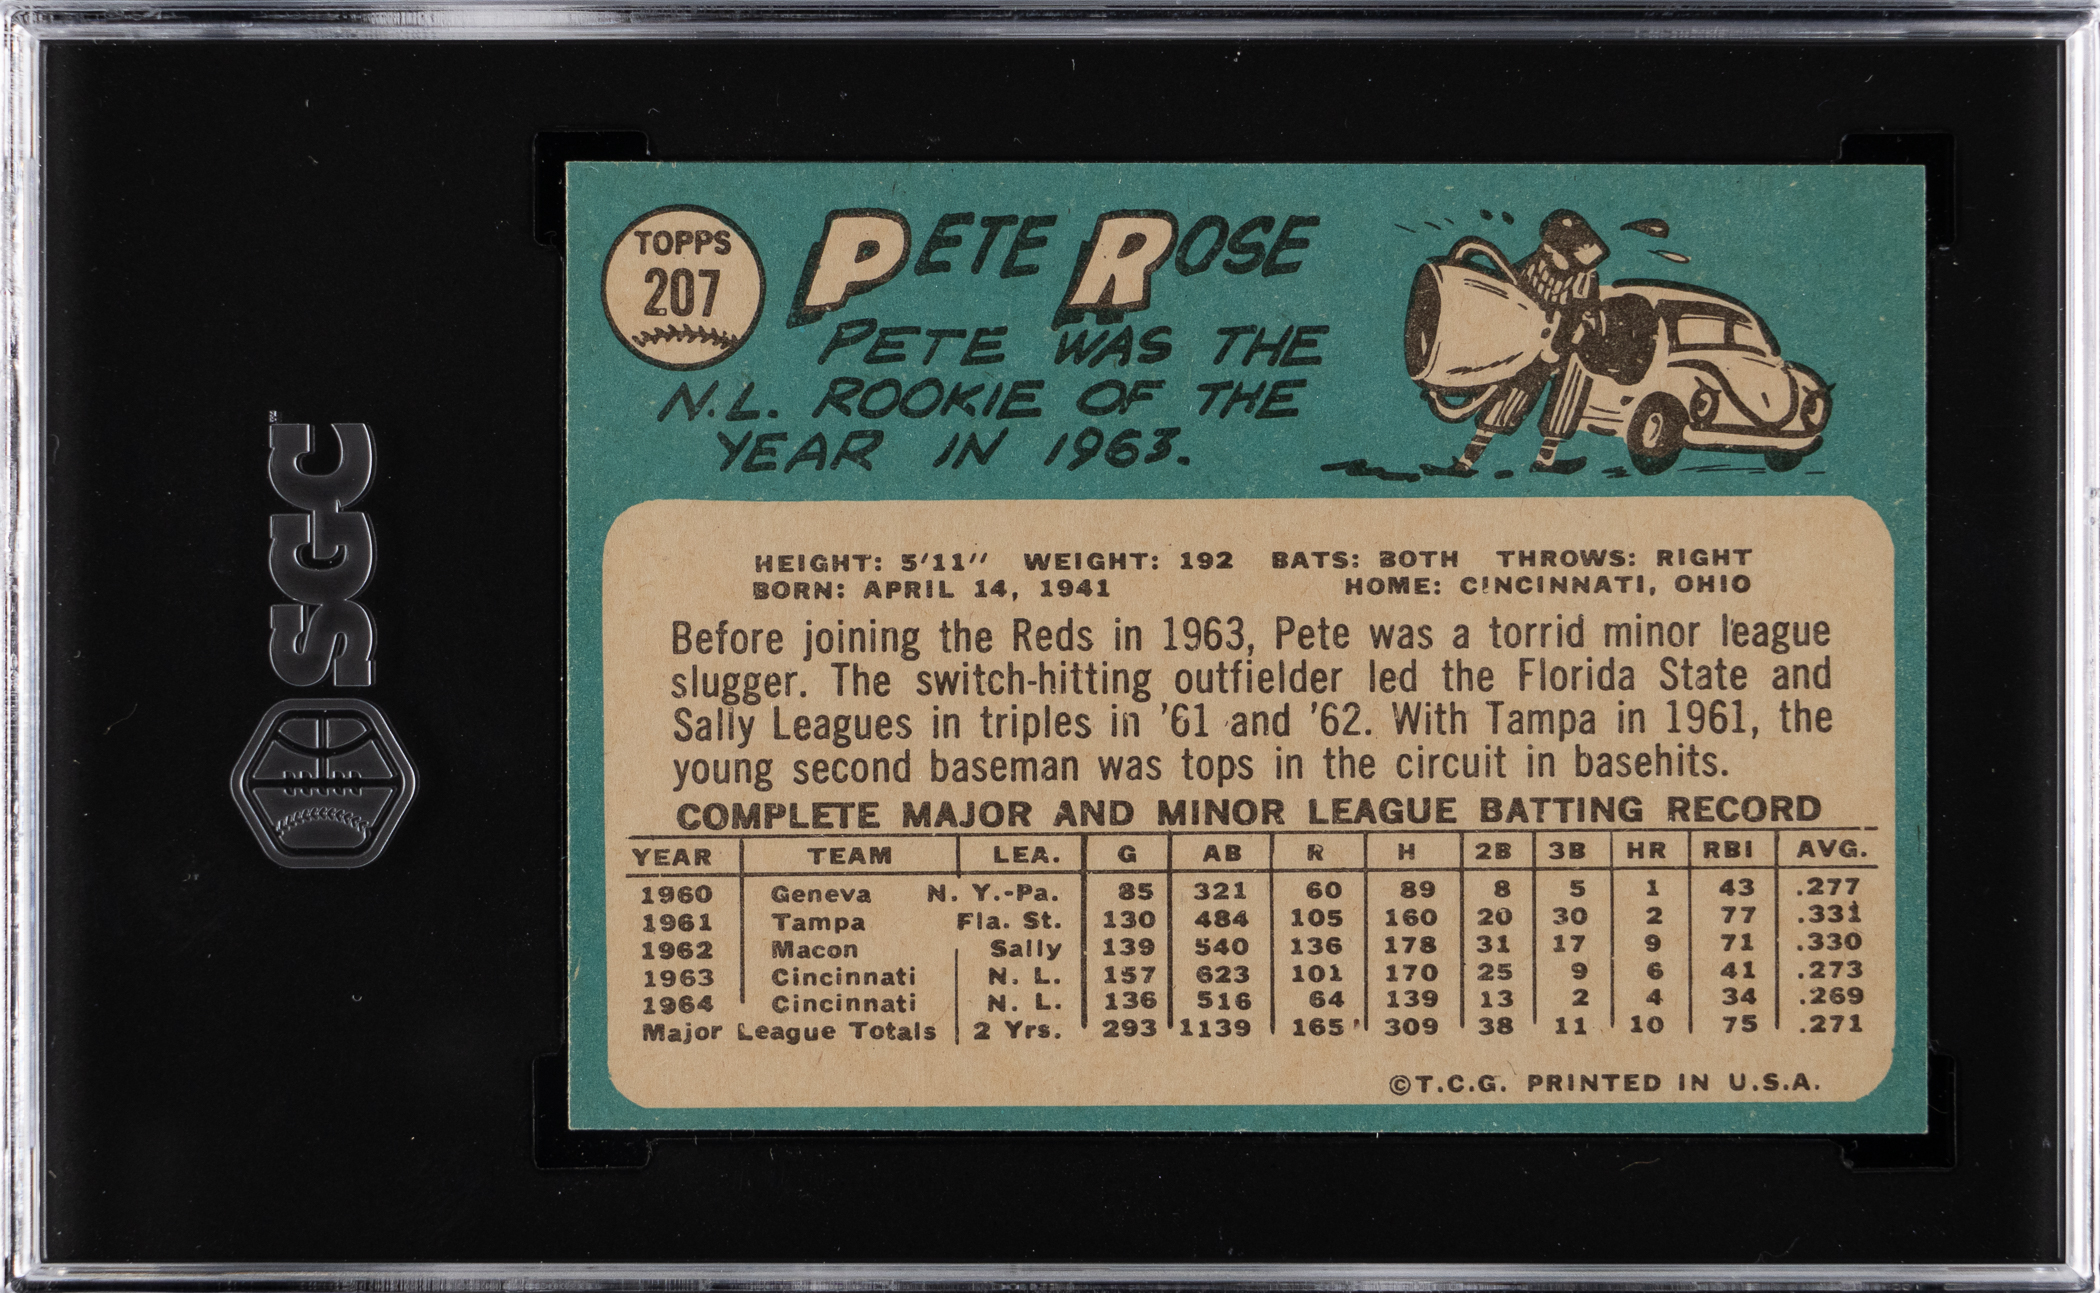 SGC
TOPPS
207
PETE ROSE
PETE WAS THE
N.L. ROOKIE OF THE
YEAR IN 1963.
HEIGHT: 5'11" WEIGHT: 192 BATS: BOTH THROWS: RIGHT
BORN: APRIL 14, 1941 HOME: CINCINNATI, OHIO
Before joining the Reds in 1963, Pete was a torrid minor league
slugger. The switch-hitting outfielder led the Florida State and
Sally Leagues in triples in '61 and '62. With Tampa in 1961, the
young second baseman was tops in the circuit in basehits.
COMPLETE MAJOR AND MINOR LEAGUE BATTING RECORD
YEAR TEAM LEA. G AB R H 2B 3B HR RBI AVG.
1960 Geneva N. Y.-Pa. 85 321 60 89 8 5 1 43 .277
1961 Tampa Fla. St. 130 484 105 160 20 30 2 77 .331
1962 Macon Sally 139 540 136 178 31 17 9 71 .330
1963 Cincinnati N. L. 157 623 101 170 25 9 6 41 .273
1964 Cincinnati N. L. 136 516 64 139 13 2 4 34 .269
Major League Totals 2 Yrs. 293 1139 165 309 38 11 10 75 .271
©T.C.G. PRINTED IN U.S.A.